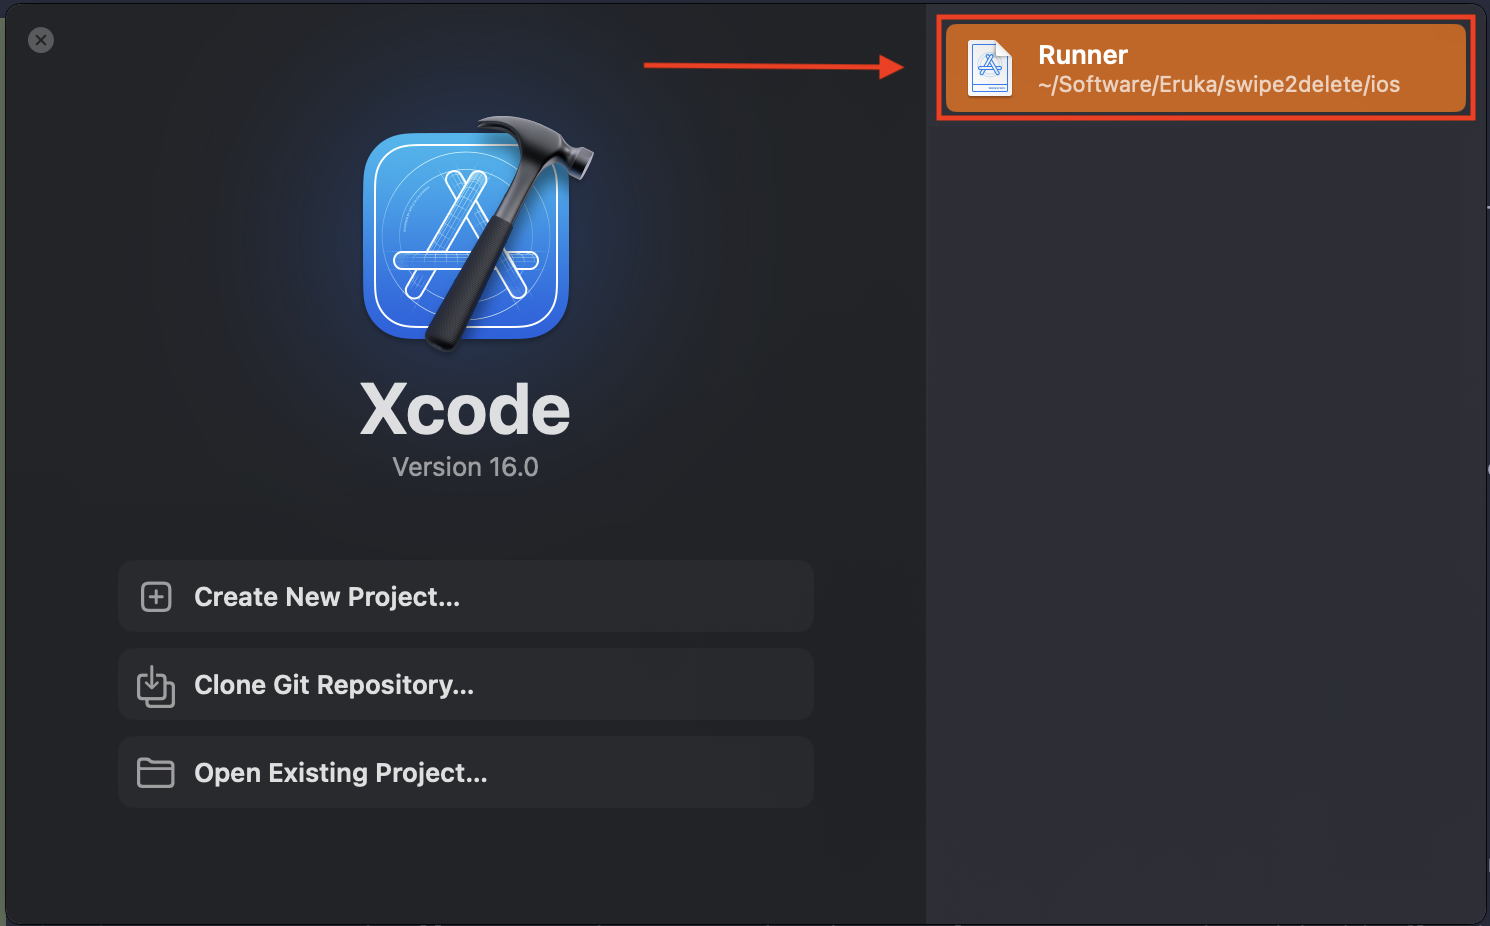 Runner
~/Software/Eruka/swipe2delete/ios
Xcode
Version 16.0
Create New Project...
Clone Git Repository...
Open Existing Project...